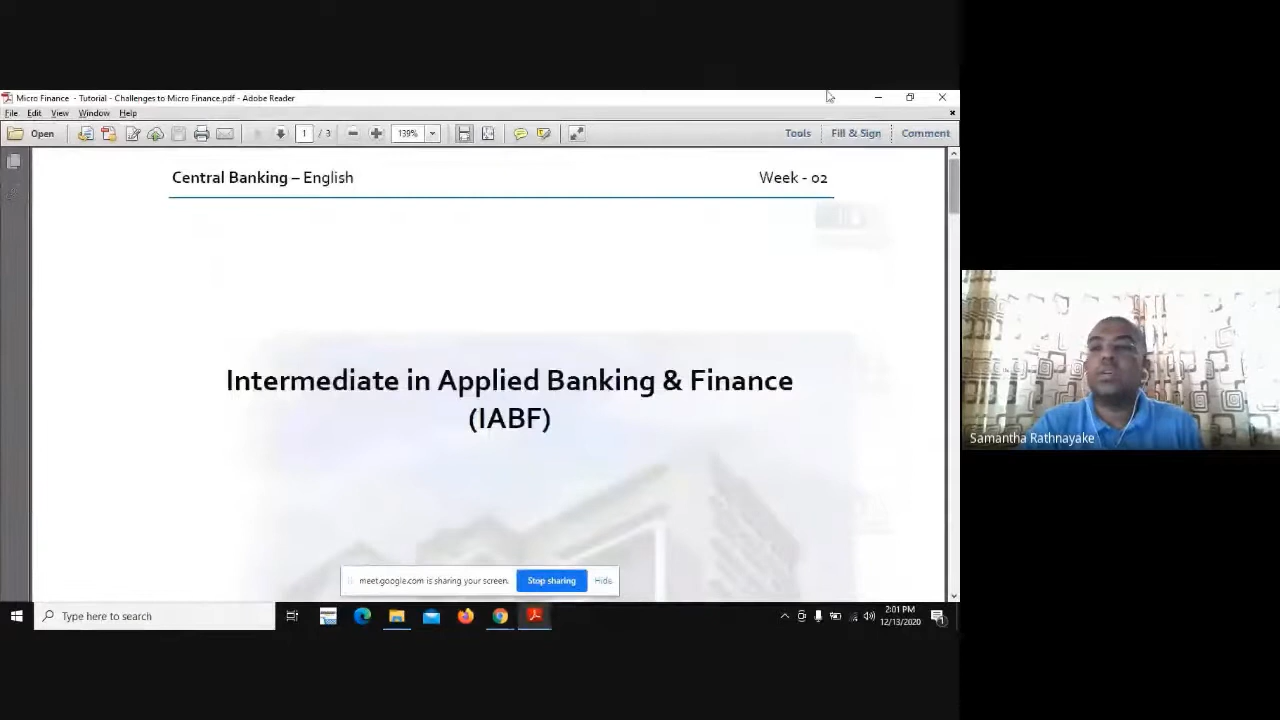 Micro Finance - Tutorial - Challenges to Micro Finance.pdf - Adobe Reader
File Edit View Window Help
Open 1 / 3 139% Tools Fill & Sign Comment
Central Banking – English Week - 02
Intermediate in Applied Banking & Finance
(IABF)
Samantha Rathnayake
meet.google.com is sharing your screen. Stop sharing Hide
Type here to search
2:01 PM
12/13/2020
1